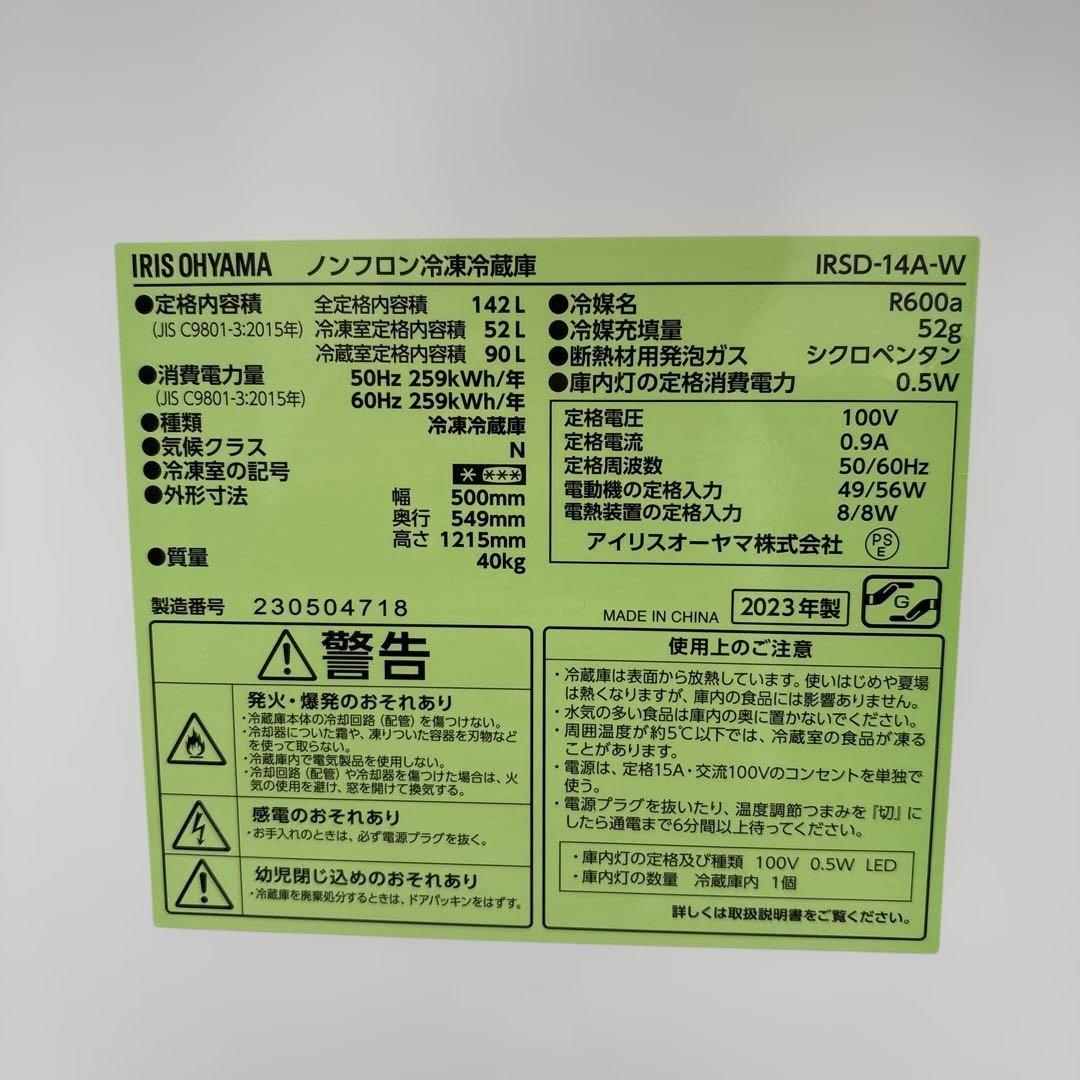 IRIS OHYAMA ノンフロン冷凍冷蔵庫 IRSD-14A-W
●定格内容積 全定格内容積 142L
(JIS C9801-3:2015年) 冷凍室定格内容積 52L
冷蔵室定格内容積 90L
●消費電力量 50Hz 259kWh/年
(JIS C9801-3:2015年) 60Hz 259kWh/年
●種類 冷凍冷蔵庫
●気候クラス N
●冷凍室の記号 * ***
●外形寸法 幅 500mm
奥行 549mm
高さ 1215mm
●質量 40kg
製造番号 230504718
●冷媒名 R600a
●冷媒充填量 52g
●断熱材用発泡ガス シクロペンタン
●庫内灯の定格消費電力 0.5W
定格電圧 100V
定格電流 0.9A
定格周波数 50/60Hz
電動機の定格入力 49/56W
電熱装置の定格入力 8/8W
アイリスオーヤマ株式会社 PSE
MADE IN CHINA 2023年製 G
警告
発火・爆発のおそれあり
・冷蔵庫本体の冷却回路(配管)を傷つけない。
・冷却器についた霜や、凍りついた容器を刃物など
を使って取らない。
・冷蔵庫内で電気製品を使用しない。
・冷却回路(配管)や冷却器を傷つけた場合は、火
気の使用を避け、窓を開けて換気する。
感電のおそれあり
・お手入れのときは、必ず電源プラグを抜く。
幼児閉じ込めのおそれあり
・冷蔵庫を廃棄処分するときは、ドアパッキンをはずす。
使用上のご注意
・冷蔵庫は表面から放熱しています。使いはじめや夏場
は熱くなりますが、庫内の食品には影響ありません。
・水気の多い食品は庫内の奥に置かないでください。
・周囲温度が約5℃以下では、冷蔵室の食品が凍る
ことがあります。
・電源は、定格15A・交流100Vのコンセントを単独で
使う。
・電源プラグを抜いたり、温度調節つまみを『切』に
したら通電まで6分間以上待ってください。
・庫内灯の定格及び種類 100V 0.5W LED
・庫内灯の数量 冷蔵庫内 1個
詳しくは取扱説明書をご覧ください。